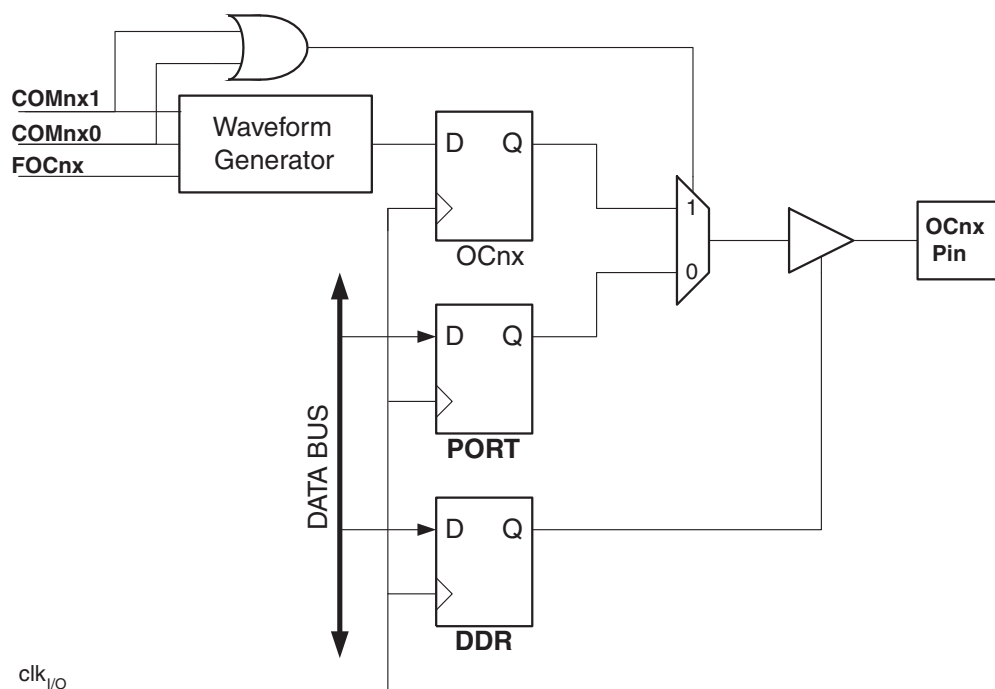 COMnx1
COMnx0
FOCnx
Waveform
Generator
D Q
OCnx
1
0
OCnx
Pin
D Q
PORT
DATA BUS
D Q
DDR
clkI/O